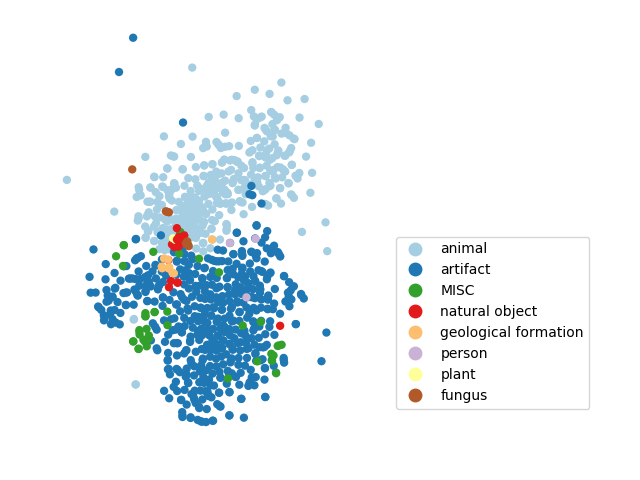 animal
artifact
MISC
natural object
geological formation
person
plant
fungus